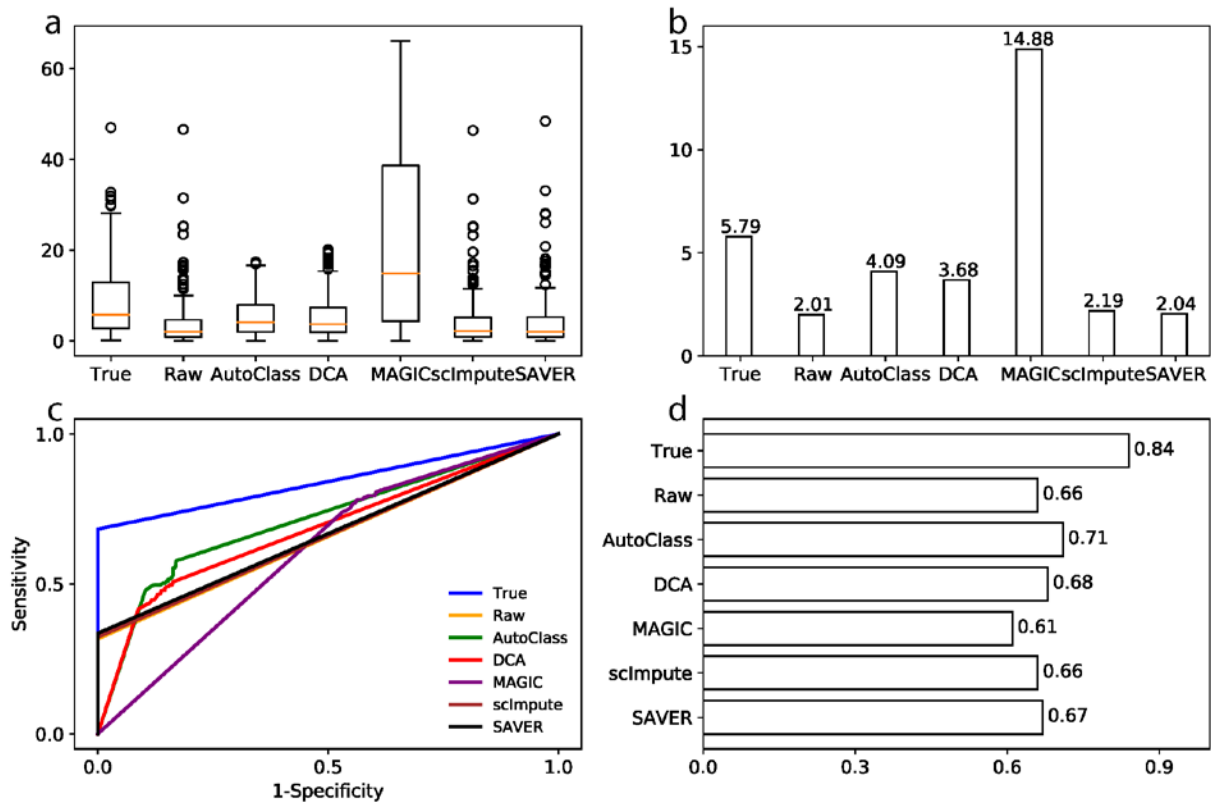 a
60
40
20
0
True Raw AutoClass DCA MAGICscImputeSAVER
b
15
10
5
0
5.79
2.01
4.09
3.68
14.88
2.19
2.04
True Raw AutoClass DCA MAGICscImputeSAVER
c
1.0
0.5
0.0
Sensitivity
True
Raw
AutoClass
DCA
MAGIC
scImpute
SAVER
0.0 0.5 1.0
1-Specificity
d
True 0.84
Raw 0.66
AutoClass 0.71
DCA 0.68
MAGIC 0.61
scImpute 0.66
SAVER 0.67
0.0 0.3 0.6 0.9